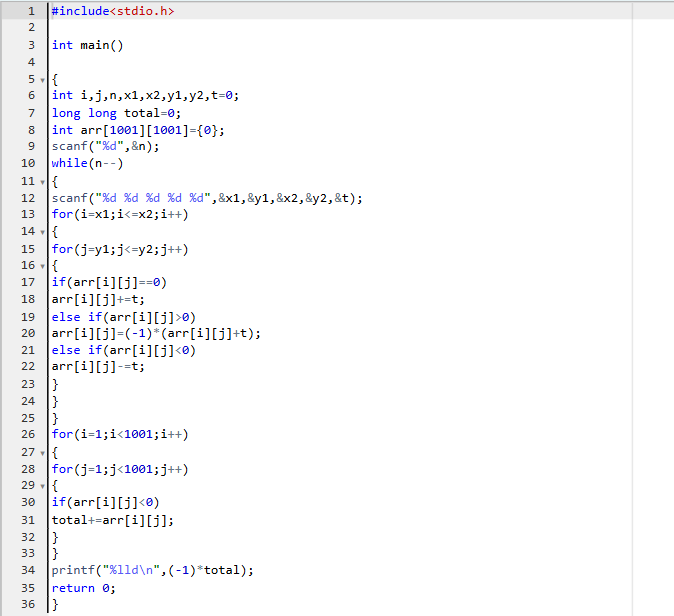 1 #include<stdio.h>
2
3 int main()
4
5 {
6 int i,j,n,x1,x2,y1,y2,t=0;
7 long long total=0;
8 int arr[1001][1001]={0};
9 scanf("%d",&n);
10 while(n--)
11 {
12 scanf("%d %d %d %d %d",&x1,&y1,&x2,&y2,&t);
13 for(i=x1;i<=x2;i++)
14 {
15 for(j=y1;j<=y2;j++)
16 {
17 if(arr[i][j]==0)
18 arr[i][j]+=t;
19 else if(arr[i][j]>0)
20 arr[i][j]=(-1)*(arr[i][j]+t);
21 else if(arr[i][j]<0)
22 arr[i][j]-=t;
23 }
24 }
25 }
26 for(i=1;i<1001;i++)
27 {
28 for(j=1;j<1001;j++)
29 {
30 if(arr[i][j]<0)
31 total+=arr[i][j];
32 }
33 }
34 printf("%lld\n",(-1)*total);
35 return 0;
36 }